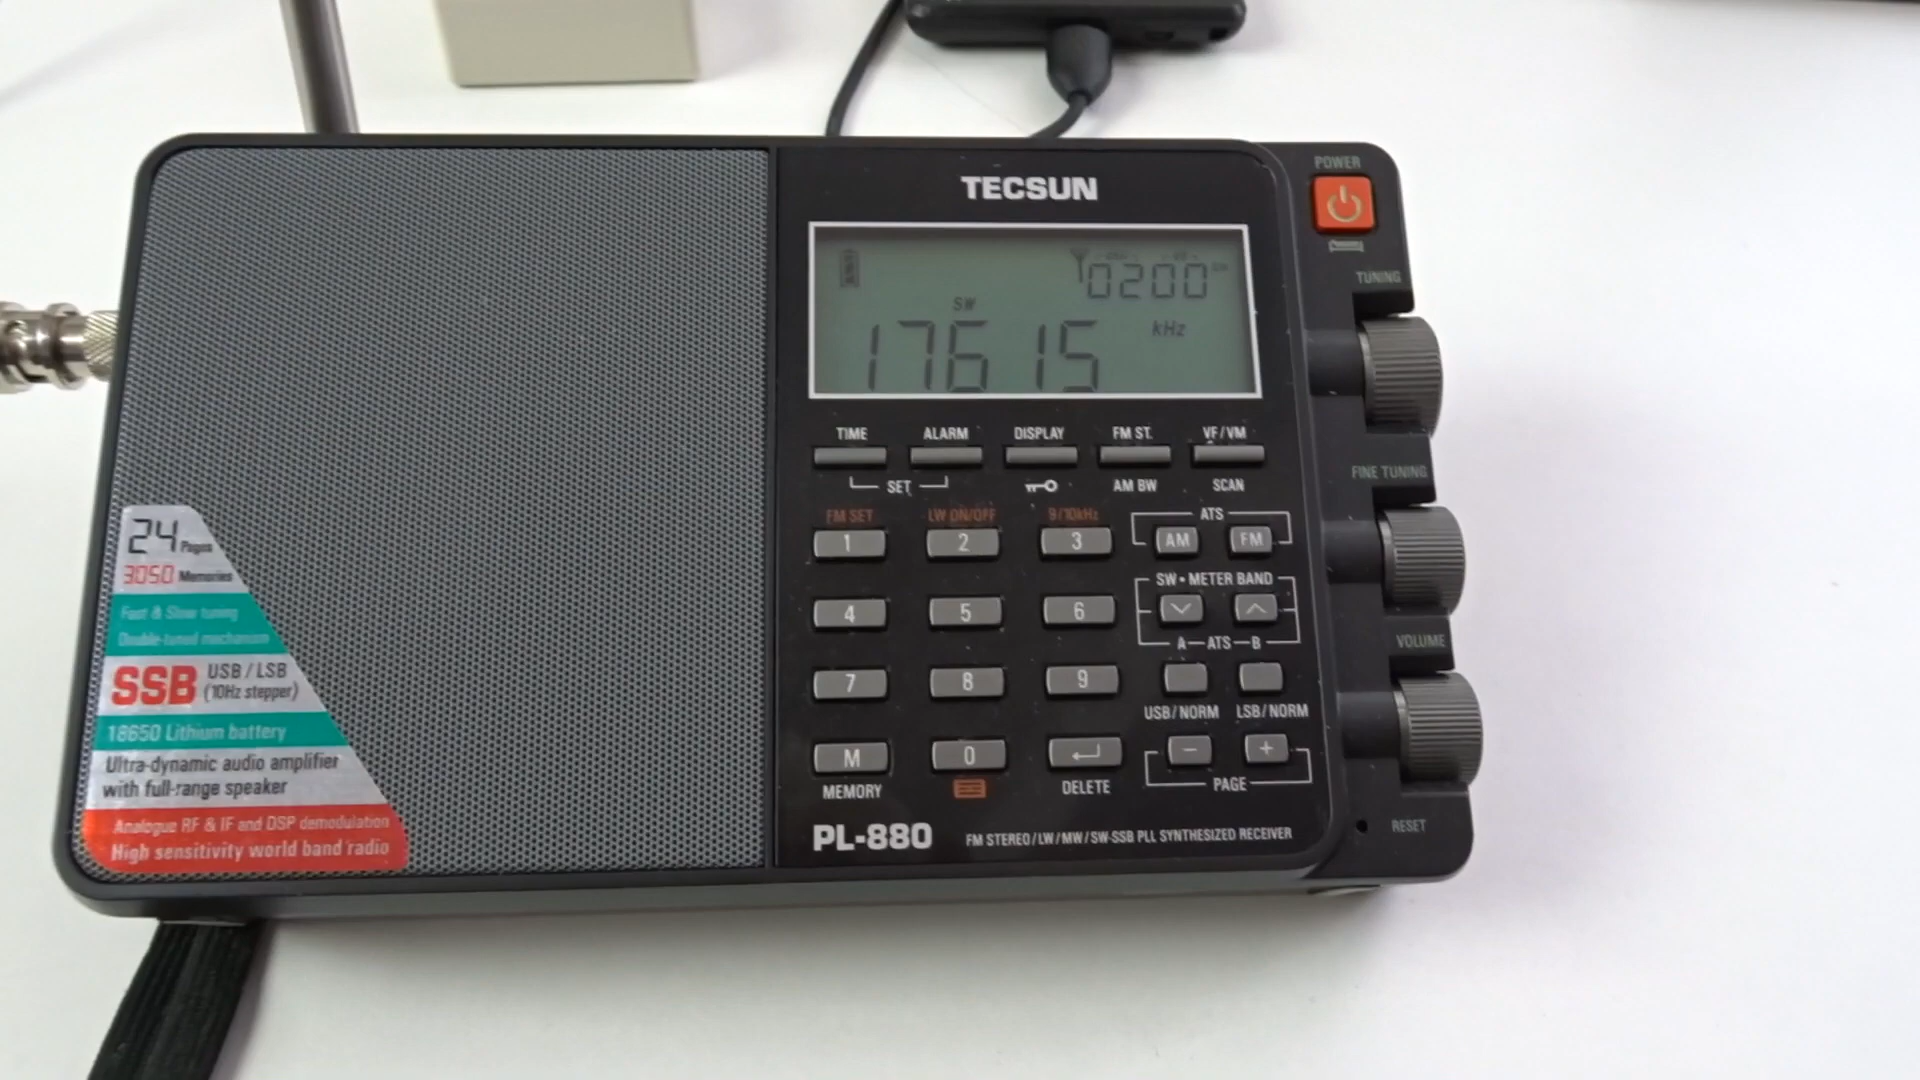 TECSUN
POWER
0200
SW
17615
kHz
TUNING
TIME ALARM DISPLAY FM ST. VF/VM
SET AM BW SCAN
FINE TUNING
FM SET LW ON/OFF 9/10kHz ATS
1 2 3 AM FM
SW•METER BAND
4 5 6
A—ATS—B
VOLUME
7 8 9
USB/NORM LSB/NORM
M 0 - +
MEMORY DELETE PAGE
RESET
PL-880 FM STEREO/LW/MW/SW-SSB PLL SYNTHESIZED RECEIVER
24 Pages
3050 Memories
Fast & Slow tuning
Double-tuned mechanism
SSB USB/LSB
(10Hz stepper)
18650 Lithium battery
Ultra-dynamic audio amplifier
with full-range speaker
Analogue RF & IF and DSP demodulation
High sensitivity world band radio